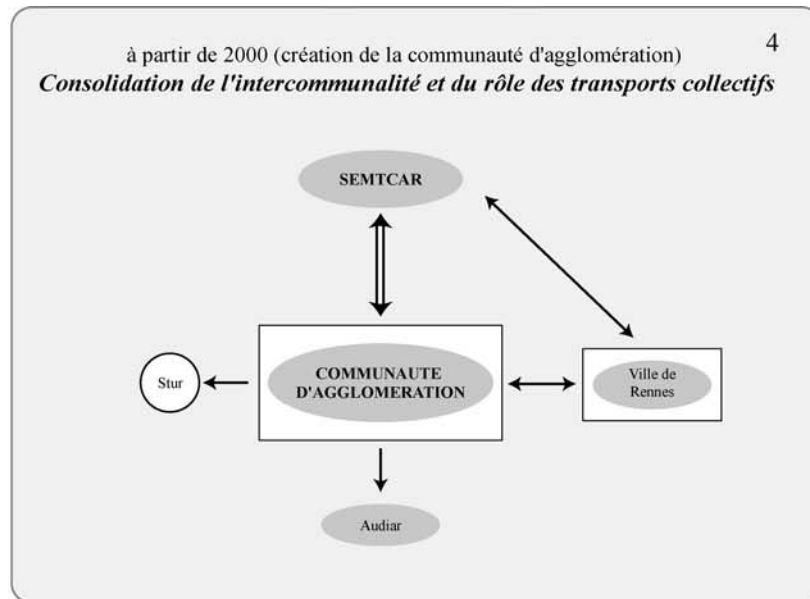 4
à partir de 2000 (création de la communauté d'agglomération)
Consolidation de l'intercommunalité et du rôle des transports collectifs
SEMTCAR
Stur
COMMUNAUTE
D'AGGLOMERATION
Ville de
Rennes
Audiar